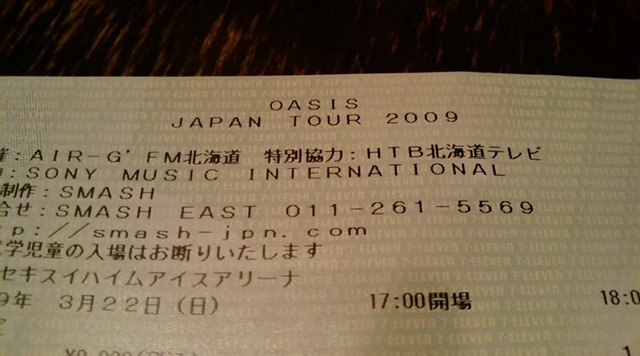 OASIS
JAPAN TOUR 2009
催：AIR-G'FM北海道 特別協力：HTB北海道テレビ
：SONY MUSIC INTERNATIONAL
制作：SMASH
合せ：SMASH EAST 011-261-5569
p://smash-jpn.com
学児童の入場はお断りいたします
セキスイハイムアイスアリーナ
9年 3月22日（日） 17:00開場 18:0